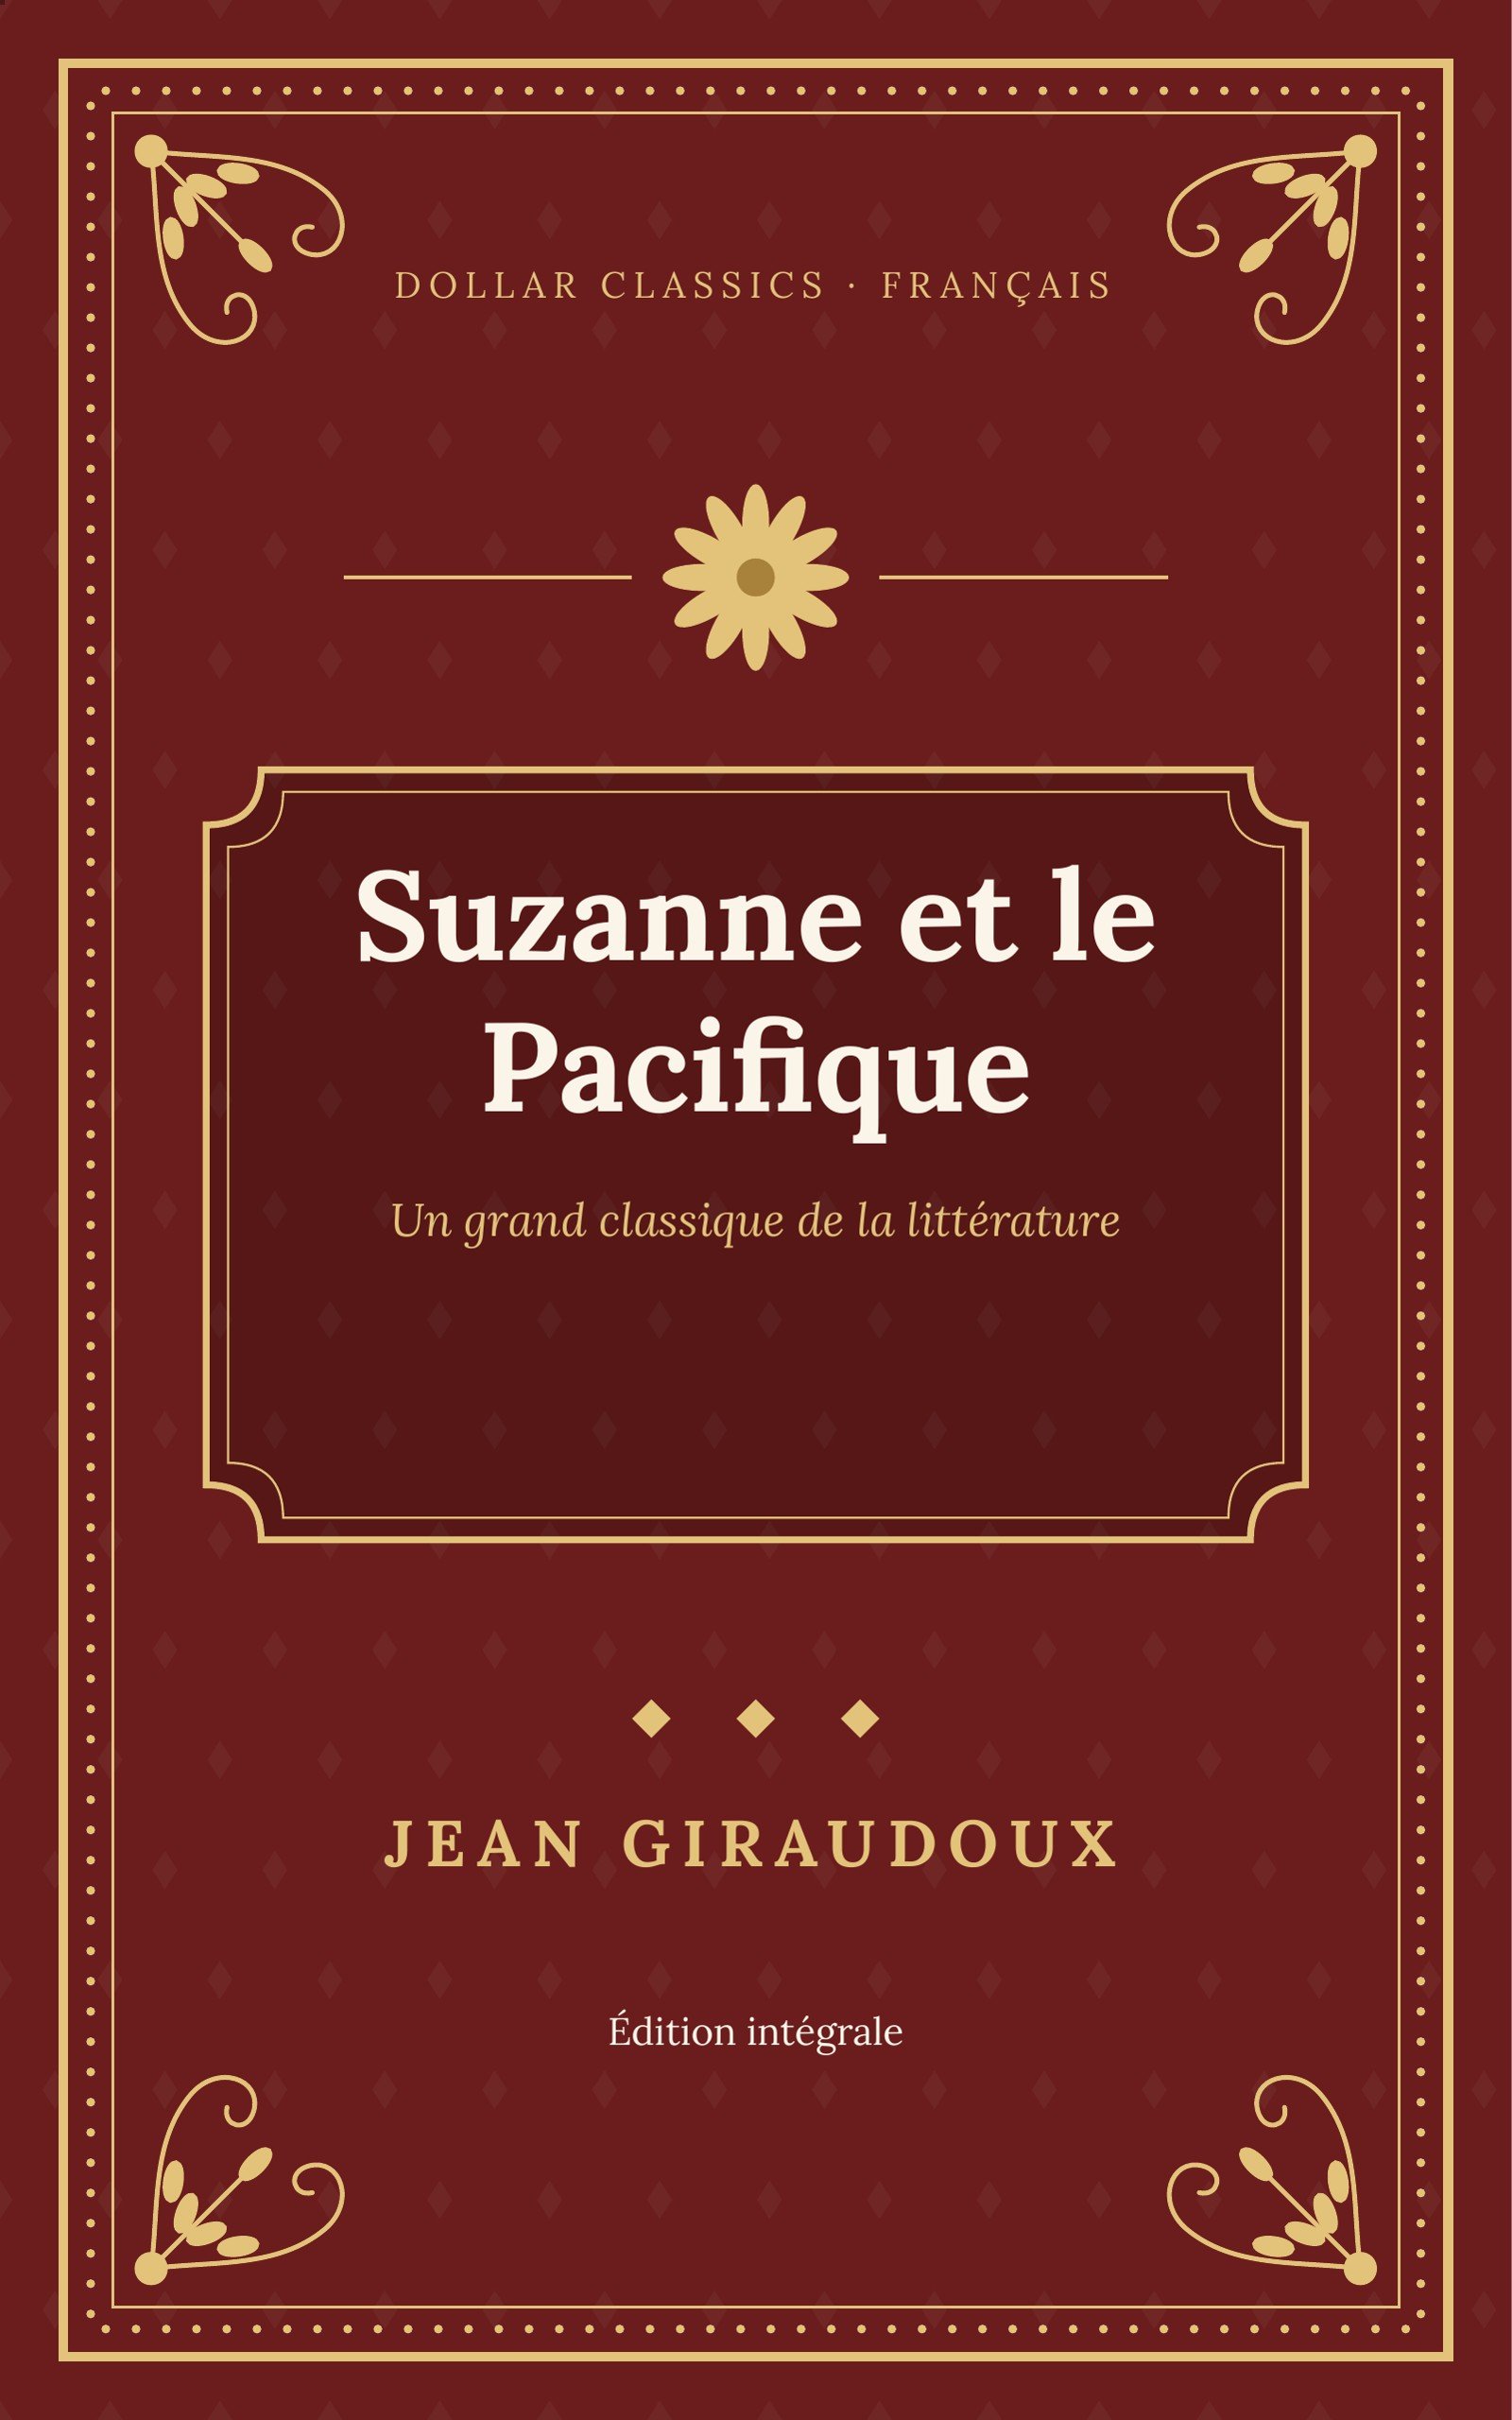 DOLLAR CLASSICS · FRANÇAIS
Suzanne et le
Pacifique
Un grand classique de la littérature
JEAN GIRAUDOUX
Édition intégrale